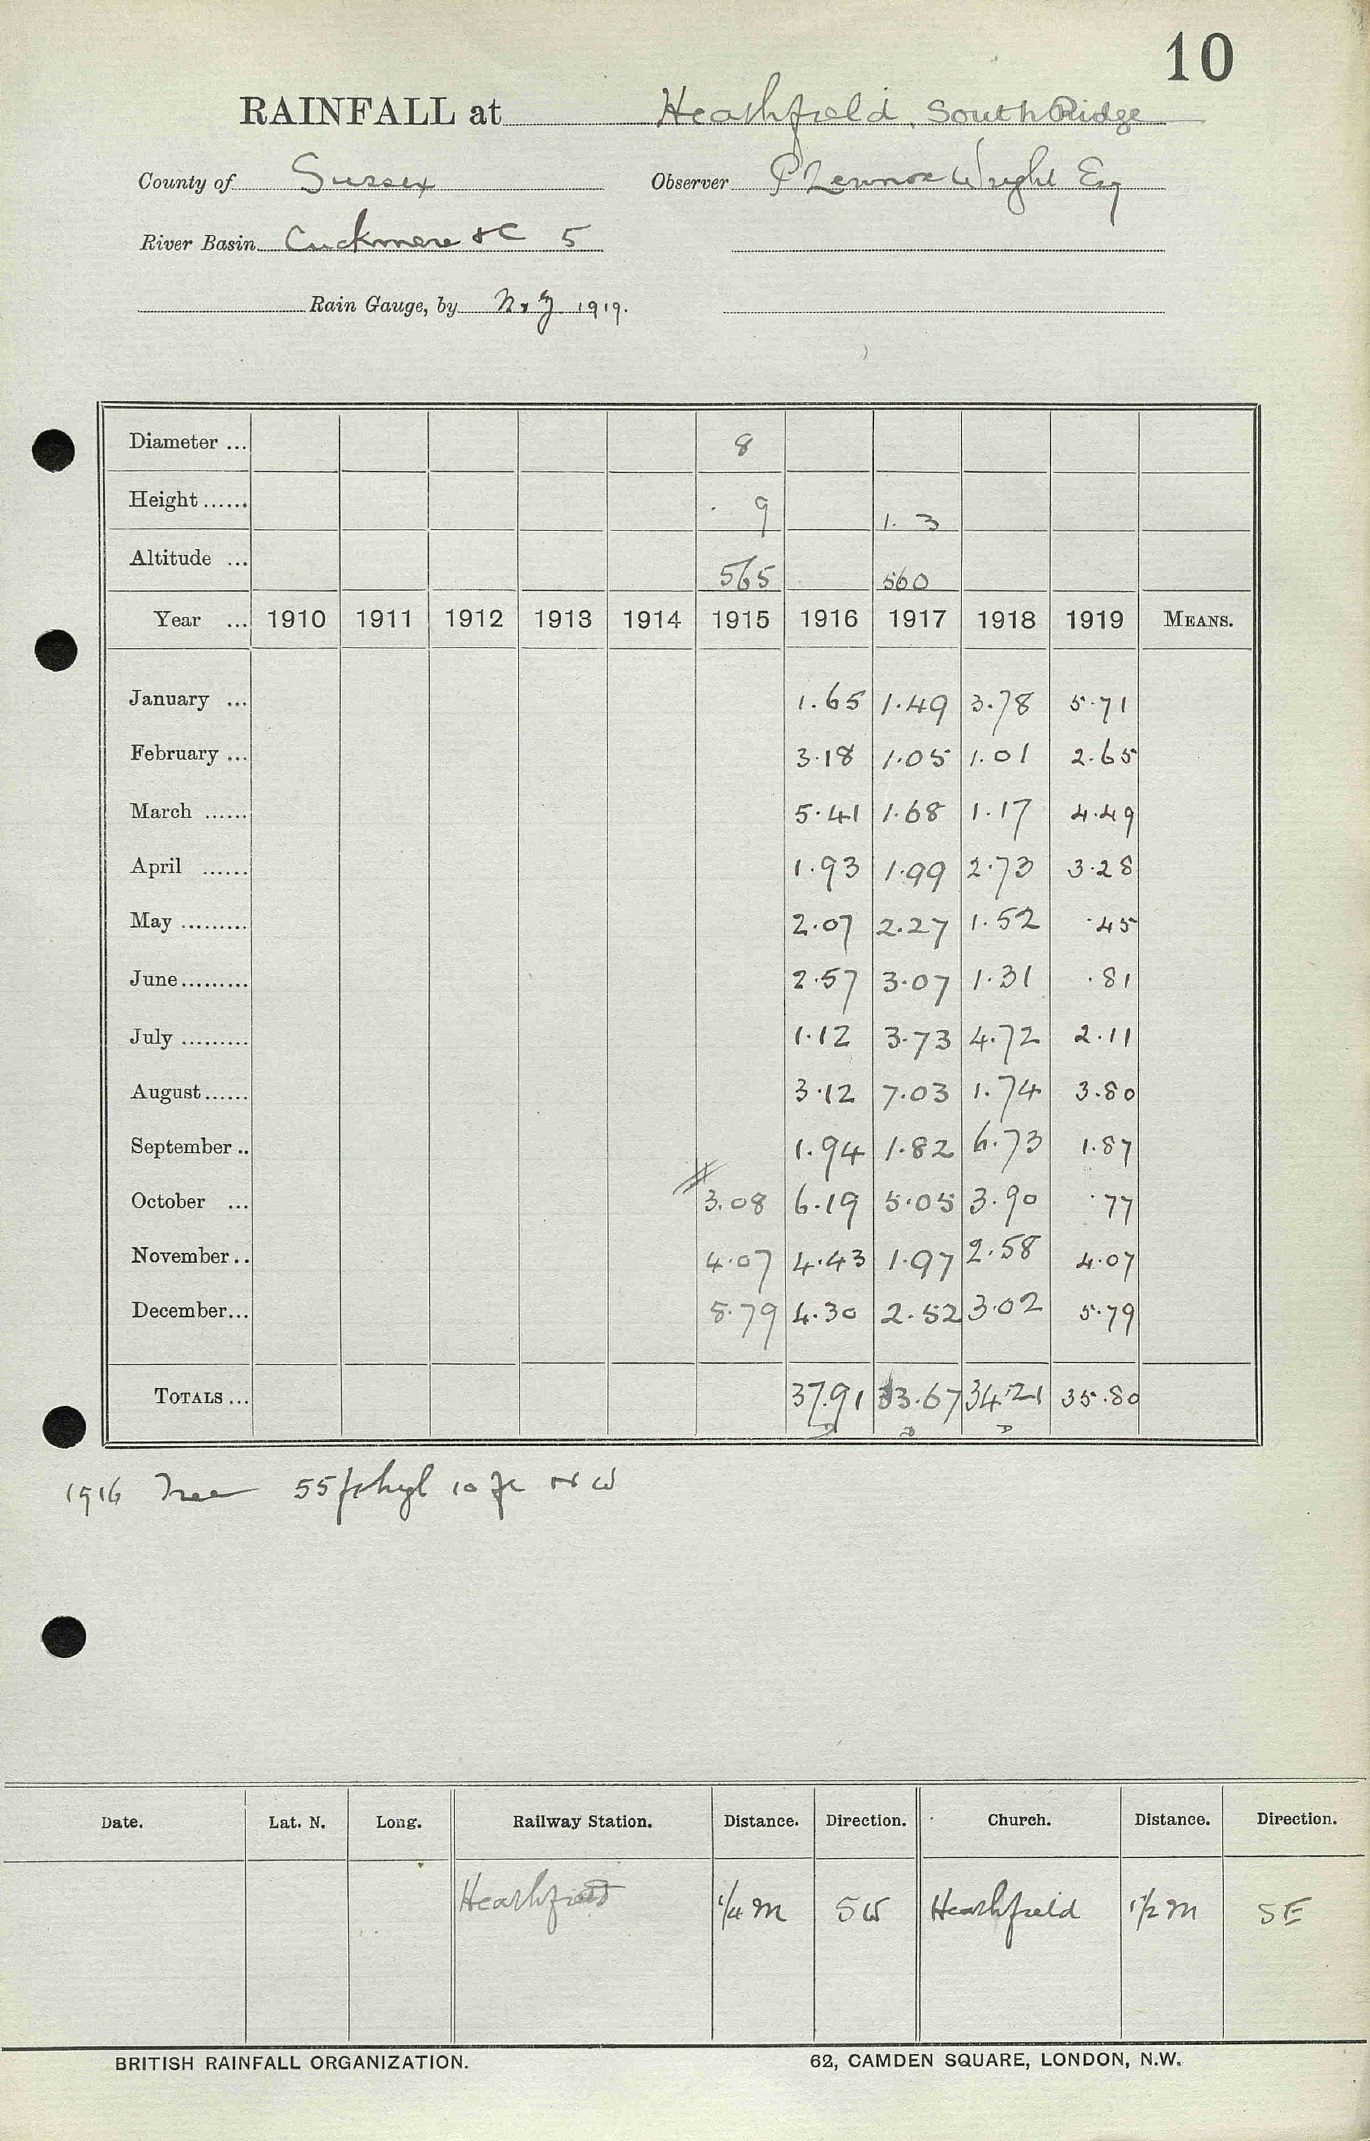 10
RAINFALL at Heathfield, South Ridge
County of Sussex Observer P Lennox Wright Esq
River Basin Cuckmere &C 5
Rain Gauge, by N&Z 1919.
Diameter ... 8
Height ...... . 9 1. 3
Altitude ... 565 560
Year ... 1910 1911 1912 1913 1914 1915 1916 1917 1918 1919 MEANS.
January ... 1.65 1.49 3.78 5.71
February ... 3.18 1.05 1.01 2.65
March ...... 5.41 1.68 1.17 4.49
April ...... 1.93 1.99 2.73 3.28
May ......... 2.07 2.27 1.52 .45
June......... 2.57 3.07 1.31 .81
July ......... 1.12 3.73 4.72 2.11
August...... 3.12 7.03 1.74 3.80
September .. 1.94 1.82 6.73 1.87
October ... 3.08 6.19 5.05 3.90 .77
November.. 4.07 4.43 1.97 2.58 4.07
December... 5.79 4.30 2.52 3.02 5.79
TOTALS ... 37.91 33.67 34.21 35.80
1916 Tree 55 ft high 10 ft NW
Date. Lat. N. Long. Railway Station. Distance. Direction. Church. Distance. Direction.
Heathfield 1/4 m SW Heathfield 1 1/2 m SE
BRITISH RAINFALL ORGANIZATION. 62, CAMDEN SQUARE, LONDON, N.W.